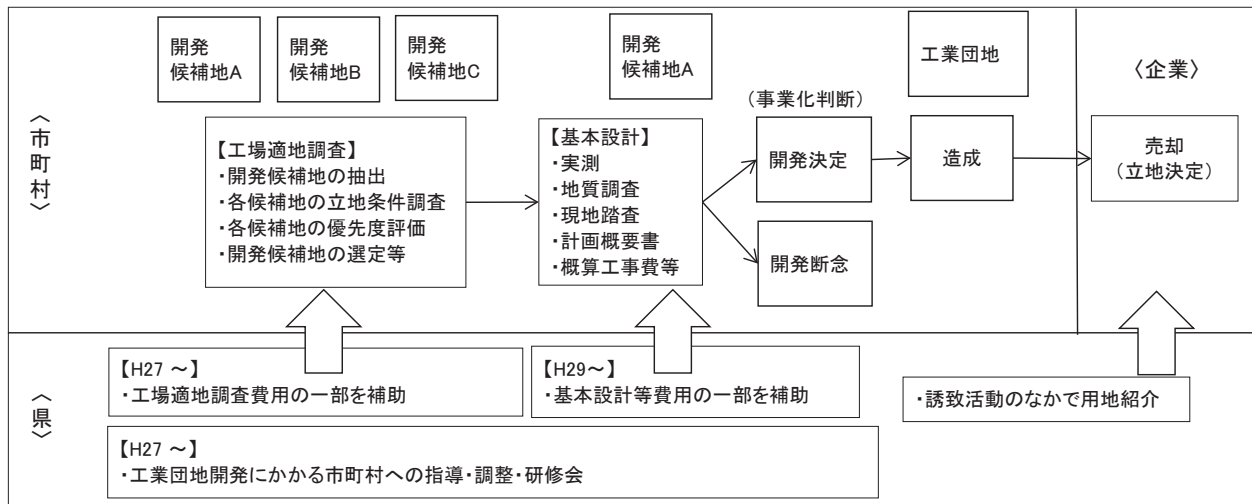 開発
候補地A
開発
候補地B
開発
候補地C
開発
候補地A
工業団地
〈企業〉
〈市町村〉
【工場適地調査】
・開発候補地の抽出
・各候補地の立地条件調査
・各候補地の優先度評価
・開発候補地の選定等
【基本設計】
・実測
・地質調査
・現地踏査
・計画概要書
・概算工事費等
(事業化判断)
開発決定
開発断念
造成
売却
(立地決定)
〈県〉
【H27 ~】
・工場適地調査費用の一部を補助
【H29~】
・基本設計等費用の一部を補助
・誘致活動のなかで用地紹介
【H27 ~】
・工業団地開発にかかる市町村への指導・調整・研修会